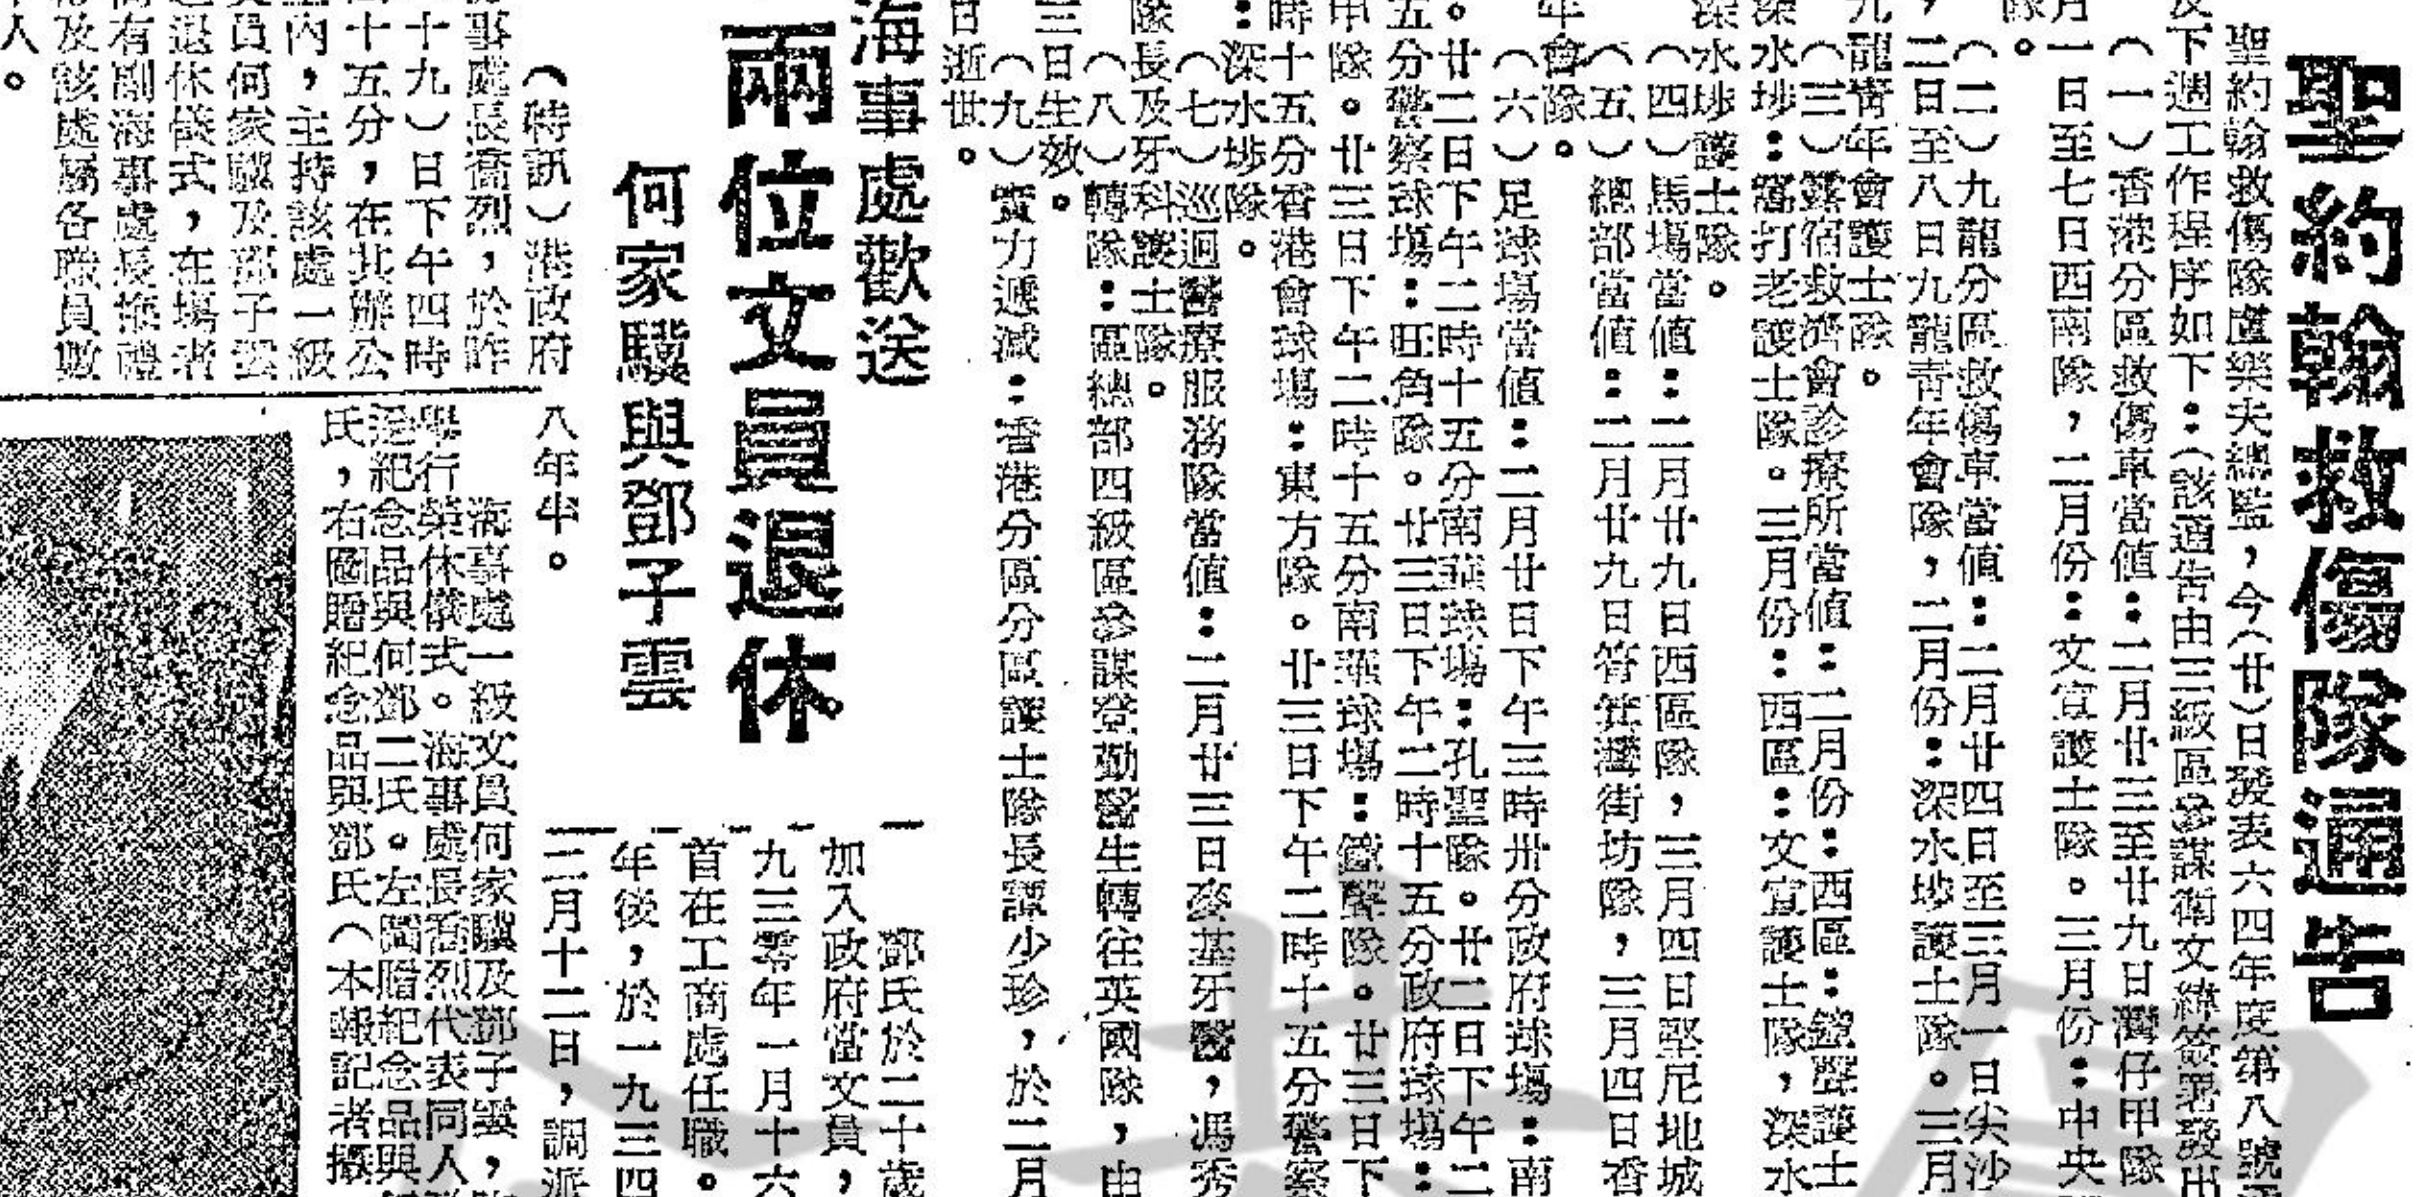 聖約翰救傷隊通告
聖約翰救傷隊盧樂夫總監，今（廿）日發表六四年度第八號
及下週工作程序如下：（該通告由三級區參謀衛文緯簽署發出
（一）香港分區救傷車當值：二月廿三至廿九日灣仔甲隊
月一日至七日西南隊，二月份：文宣護士隊。三月份：中央
隊。
（二）九龍分區救傷車當值：二月廿四日至三月一日尖沙
，二日至八日九龍青年會隊，二月份：深水埗護士隊。三月
九龍青年會護士隊。
（三）露宿救濟會診療所當值：二月份：西區：鐘聲護士
深水埗：窩打老護士隊。三月份：西區：文宣護士隊，深水
深水埗護士隊。
（四）馬場當值：二月廿九日西區隊，三月四日堅尼地城
（五）總部當值：二月廿九日筲箕灣街坊隊，三月四日香
年會隊。
（六）足球場當值：二月廿日下午三時卅分政府球場：南
。廿二日下午二時十五分南華球場：孔聖隊。廿二日下午二
五分警察球場：旺角隊。廿三日下午二時十五分政府球場：
甲隊。廿三日下午二時十五分南華球場：鐘聲隊。廿三日下
時十五分香港會球場：東方隊。廿三日下午二時十五分警察
：深水埗隊。
（七）巡迴醫療服務隊當值：二月廿三日麥基牙醫，馮秀
隊長及牙科護士隊。
（八）轉隊：區總部四級區參謀登勤醫生轉往英國隊，由
三日生效。
（九）實力遞減：香港分區分區護士隊長譚少珍，於二月
日逝世。
海事處歡送
兩位文員退休
何家驥與鄧子雲
（特訊）港政府
事處長喬烈，於昨
十九）日下午四時
十五分，在其辦公
室內，主持該處一級
員何家驥及鄧子雲
退休儀式，在場者
有副海事處長
及該處屬各職員數
人。
鄧氏於二十歲
加入政府當文員，
九三零年一月十六
首在工商處任職。
年後，於一九三四
三月十二日，調派
八年半。
海事處一級文員何家驥及鄧子雲，
舉行榮休儀式。海事處長喬烈代表同人
紀念品與何鄧二氏。左圖贈紀念品與
氏，右圖贈紀念品與鄧氏（本報記者攝